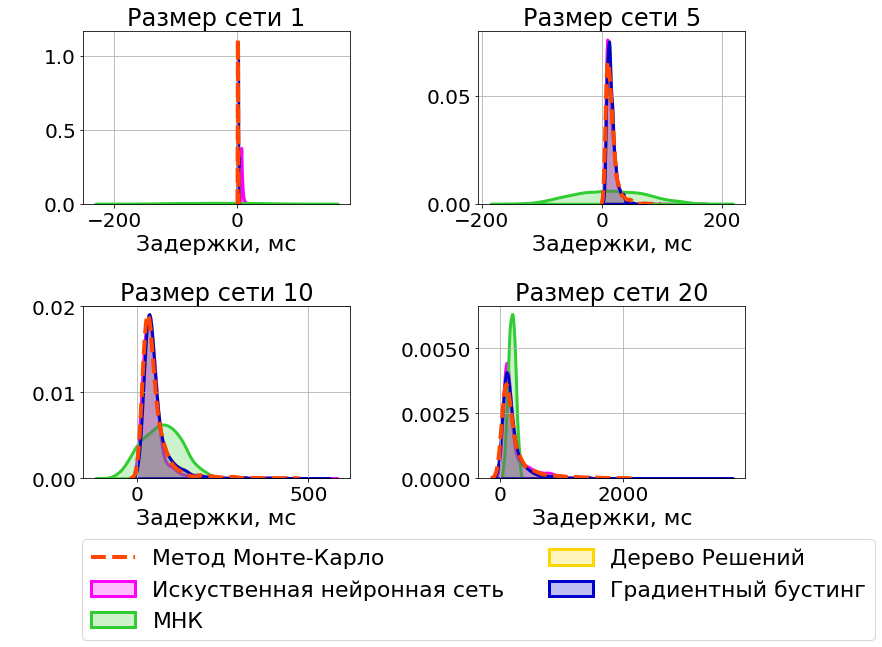 Размер сети 1
1.0
0.5
0.0
−200 0
Задержки, мс
Размер сети 5
0.05
0.00
−200 0 200
Задержки, мс
Размер сети 10
0.02
0.01
0.00
0 500
Задержки, мс
Размер сети 20
0.0050
0.0025
0.0000
0 2000
Задержки, мс
Метод Монте-Карло
Искуственная нейронная сеть
МНК
Дерево Решений
Градиентный бустинг